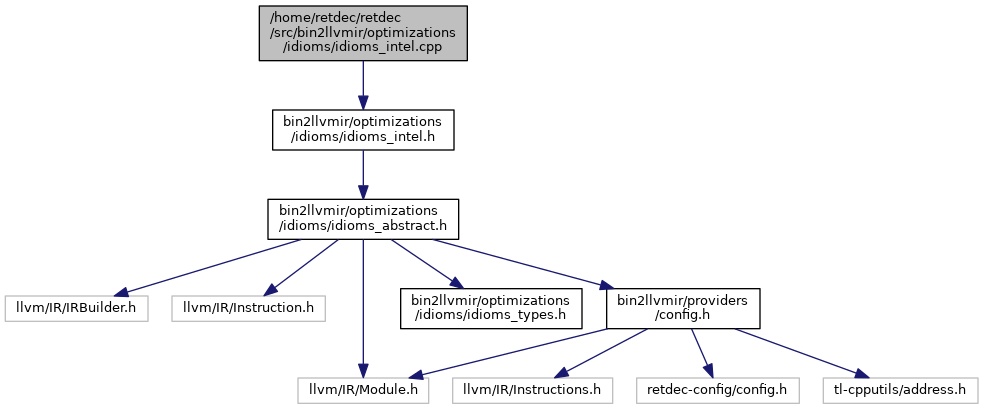 /home/retdec/retdec
/src/bin2llvmir/optimizations
/idioms/idioms_intel.cpp
bin2llvmir/optimizations
/idioms/idioms_intel.h
bin2llvmir/optimizations
/idioms/idioms_abstract.h
llvm/IR/IRBuilder.h
llvm/IR/Instruction.h
bin2llvmir/optimizations
/idioms/idioms_types.h
bin2llvmir/providers
/config.h
llvm/IR/Module.h
llvm/IR/Instructions.h
retdec-config/config.h
tl-cpputils/address.h